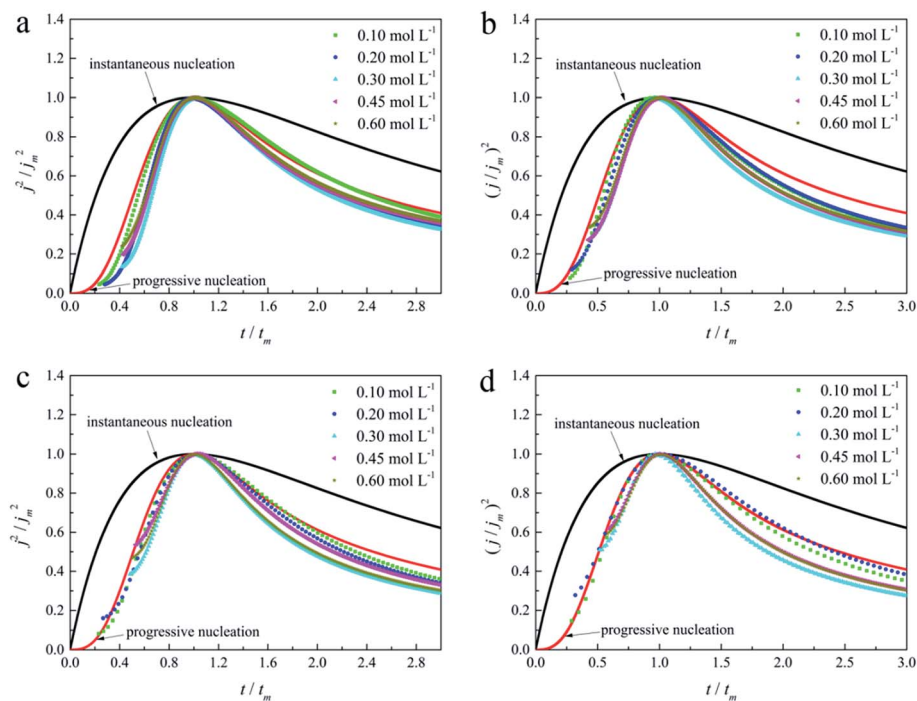 a
1.4
1.2
1.0
0.8
0.6
0.4
0.2
0.0
j²/j_m²
0.0 0.4 0.8 1.2 1.6 2.0 2.4 2.8
t / t_m
instantaneous nucleation
progressive nucleation
0.10 mol L⁻¹
0.20 mol L⁻¹
0.30 mol L⁻¹
0.45 mol L⁻¹
0.60 mol L⁻¹
b
1.4
1.2
1.0
0.8
0.6
0.4
0.2
0.0
(j/j_m)²
0.0 0.5 1.0 1.5 2.0 2.5 3.0
t / t_m
instantaneous nucleation
progressive nucleation
0.10 mol L⁻¹
0.20 mol L⁻¹
0.30 mol L⁻¹
0.45 mol L⁻¹
0.60 mol L⁻¹
c
1.4
1.2
1.0
0.8
0.6
0.4
0.2
0.0
j²/j_m²
0.0 0.4 0.8 1.2 1.6 2.0 2.4 2.8
t / t_m
instantaneous nucleation
progressive nucleation
0.10 mol L⁻¹
0.20 mol L⁻¹
0.30 mol L⁻¹
0.45 mol L⁻¹
0.60 mol L⁻¹
d
1.4
1.2
1.0
0.8
0.6
0.4
0.2
0.0
(j/j_m)²
0.0 0.5 1.0 1.5 2.0 2.5 3.0
t / t_m
instantaneous nucleation
progressive nucleation
0.10 mol L⁻¹
0.20 mol L⁻¹
0.30 mol L⁻¹
0.45 mol L⁻¹
0.60 mol L⁻¹